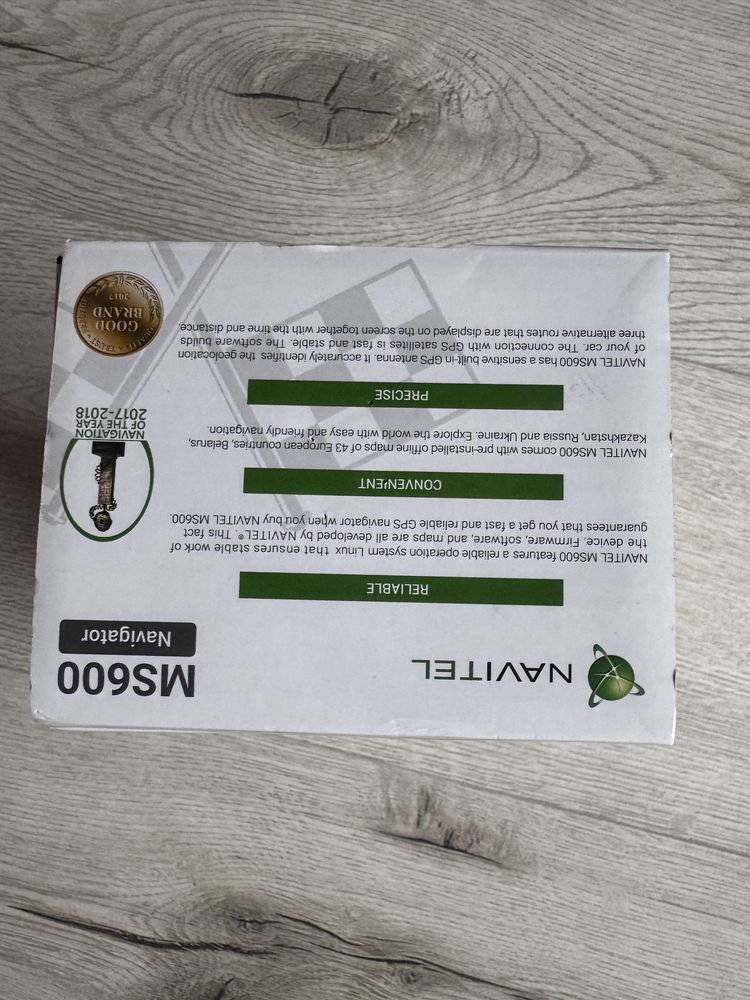 NAVITEL
MS600
Navigator
RELIABLE
NAVITEL MS600 features a reliable operation system Linux that ensures stable work of
the device. Firmware, software, and maps are all developed by NAVITEL®. This fact
guarantees that you get a fast and reliable GPS navigator when you buy NAVITEL MS600.
CONVENIENT
NAVITEL MS600 comes with pre-installed offline maps of 43 European countries, Belarus,
Kazakhstan, Russia and Ukraine. Explore the world with easy and friendly navigation.
PRECISE
NAVITEL MS600 has a sensitive built-in GPS antenna. It accurately identifies the geolocation
of your car. The connection with GPS satellites is fast and stable. The software builds
three alternative routes that are displayed on the screen together with the time and distance.
NAVIGATION
OF THE YEAR
2017-2018
QUALITY • TRUST •
GOOD
BRAND
2017